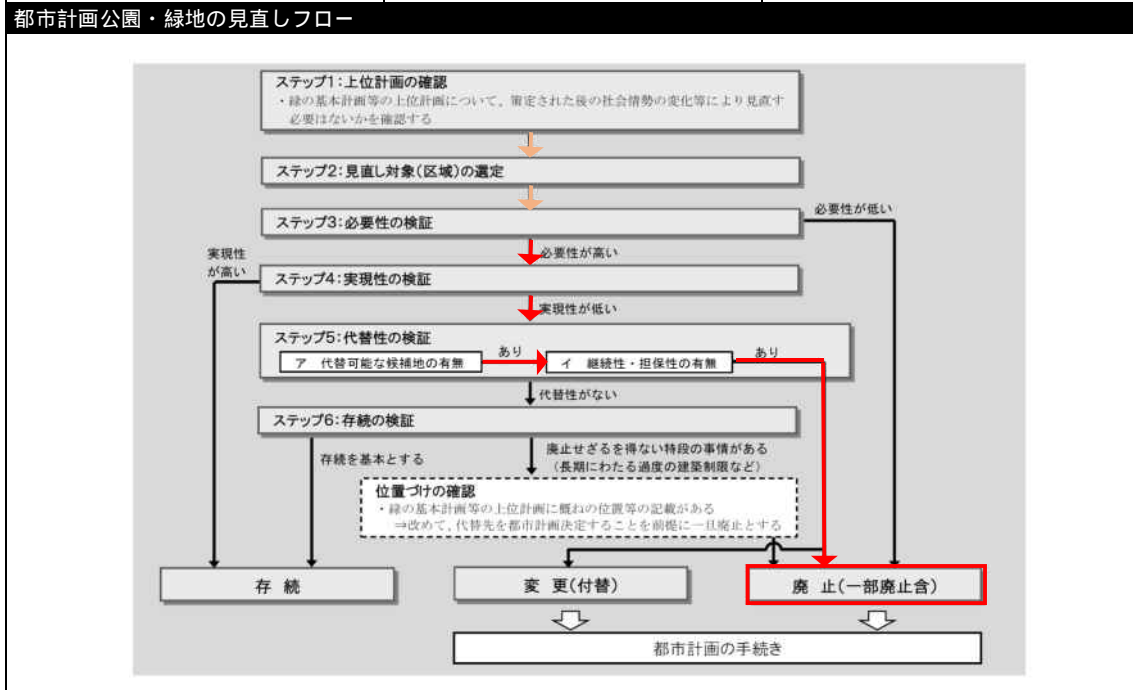 都市計画公園・緑地の見直しフロー
ステップ1:上位計画の確認
・緑の基本計画等の上位計画について，策定された後の社会情勢の変化等により見直す
必要はないかを確認する
ステップ2:見直し対象(区域)の選定
ステップ3:必要性の検証
必要性が低い
必要性が高い
実現性
が高い
ステップ4:実現性の検証
実現性が低い
ステップ5:代替性の検証
ア 代替可能な候補地の有無
あり
イ 継続性・担保性の有無
あり
代替性がない
ステップ6:存続の検証
存続を基本とする
廃止せざるを得ない特段の事情がある
(長期にわたる過度の建築制限など)
位置づけの確認
・緑の基本計画等の上位計画に概ねの位置等の記載がある
⇒改めて，代替先を都市計画決定することを前提に一旦廃止とする
存 続
変 更(付替)
廃 止(一部廃止含)
都市計画の手続き